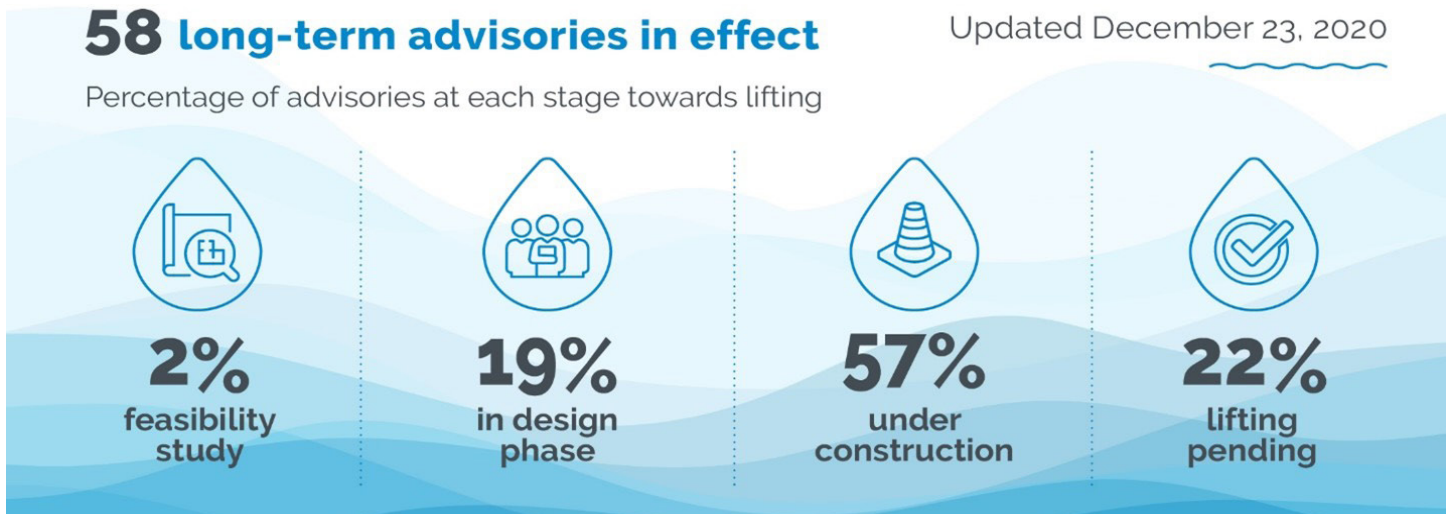 58 long-term advisories in effect
Updated December 23, 2020
Percentage of advisories at each stage towards lifting
2%
feasibility
study
19%
in design
phase
57%
under
construction
22%
lifting
pending